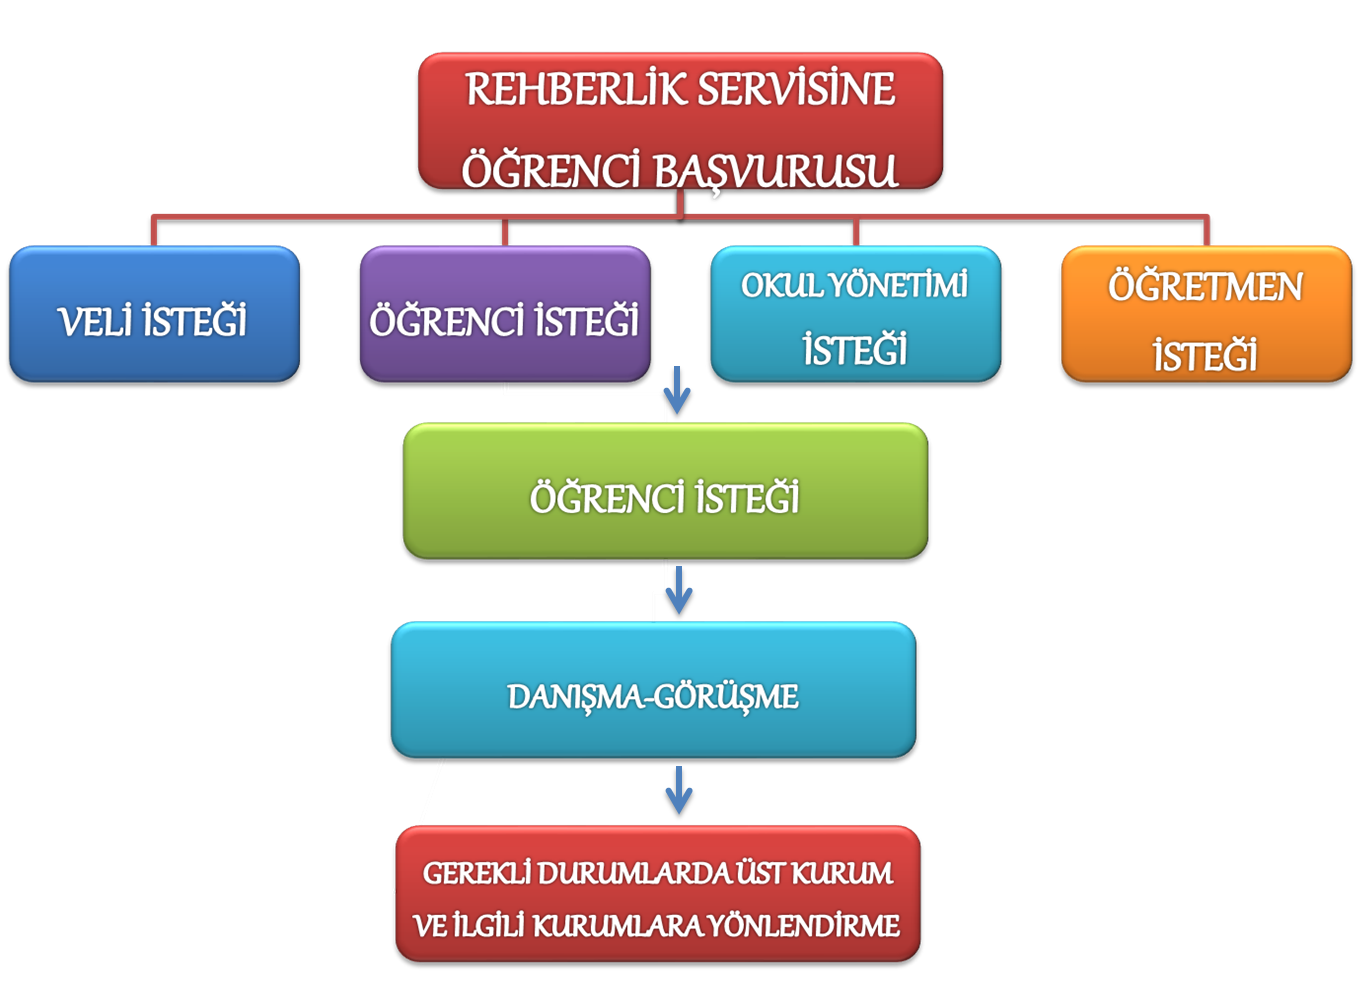 REHBERLİK SERVİSİNE
ÖĞRENCİ BAŞVURUSU
VELİ İSTEĞİ
ÖĞRENCİ İSTEĞİ
OKUL YÖNETİMİ
İSTEĞİ
ÖĞRETMEN
İSTEĞİ
ÖĞRENCİ İSTEĞİ
DANIŞMA-GÖRÜŞME
GEREKLİ DURUMLARDA ÜST KURUM
VE İLGİLİ KURUMLARA YÖNLENDİRME